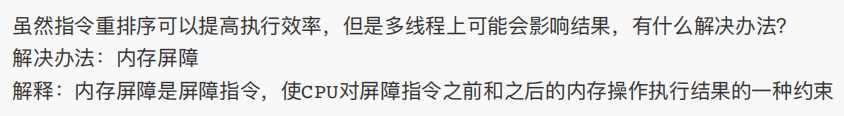 虽然指令重排序可以提高执行效率，但是多线程上可能会影响结果，有什么解决办法？
解决办法：内存屏障
解释：内存屏障是屏障指令，使CPU对屏障指令之前和之后的内存操作执行结果的一种约束